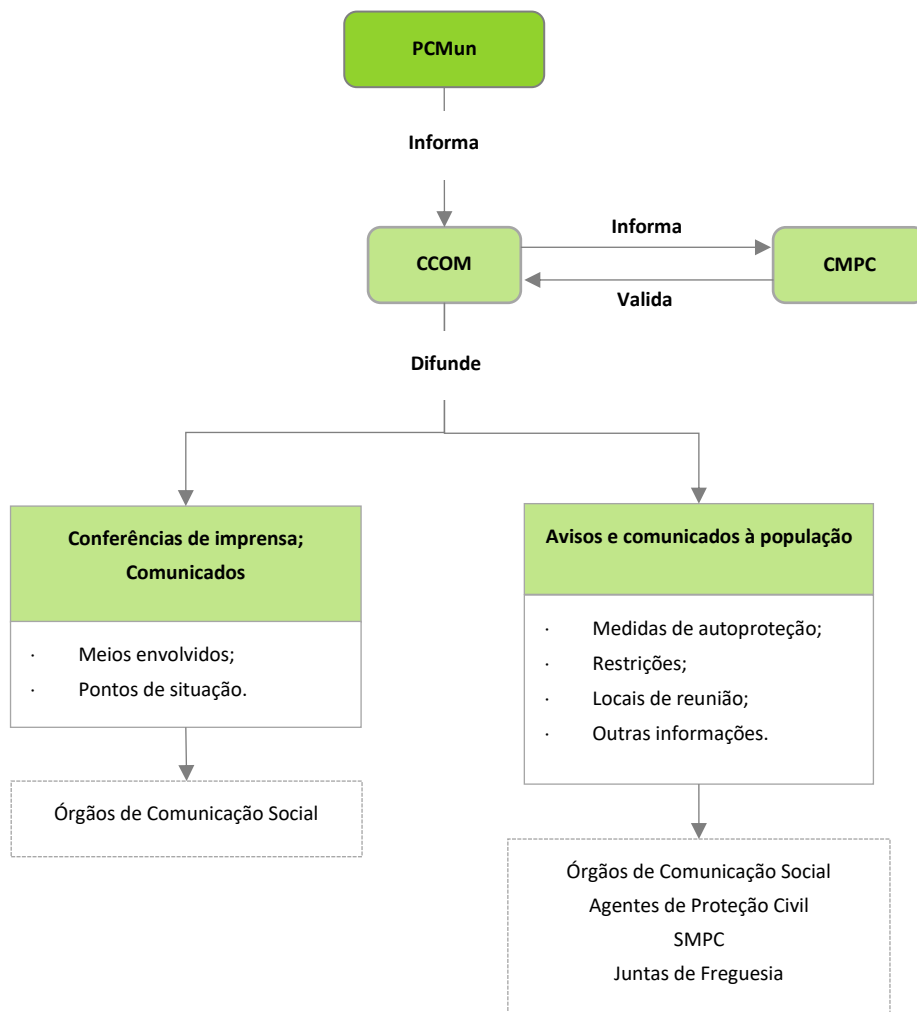 PCMun
Informa
Informa
CCOM
CMPC
Valida
Difunde
Conferências de imprensa;
Comunicados
· Meios envolvidos;
· Pontos de situação.
Órgãos de Comunicação Social
Avisos e comunicados à população
· Medidas de autoproteção;
· Restrições;
· Locais de reunião;
· Outras informações.
Órgãos de Comunicação Social
Agentes de Proteção Civil
SMPC
Juntas de Freguesia